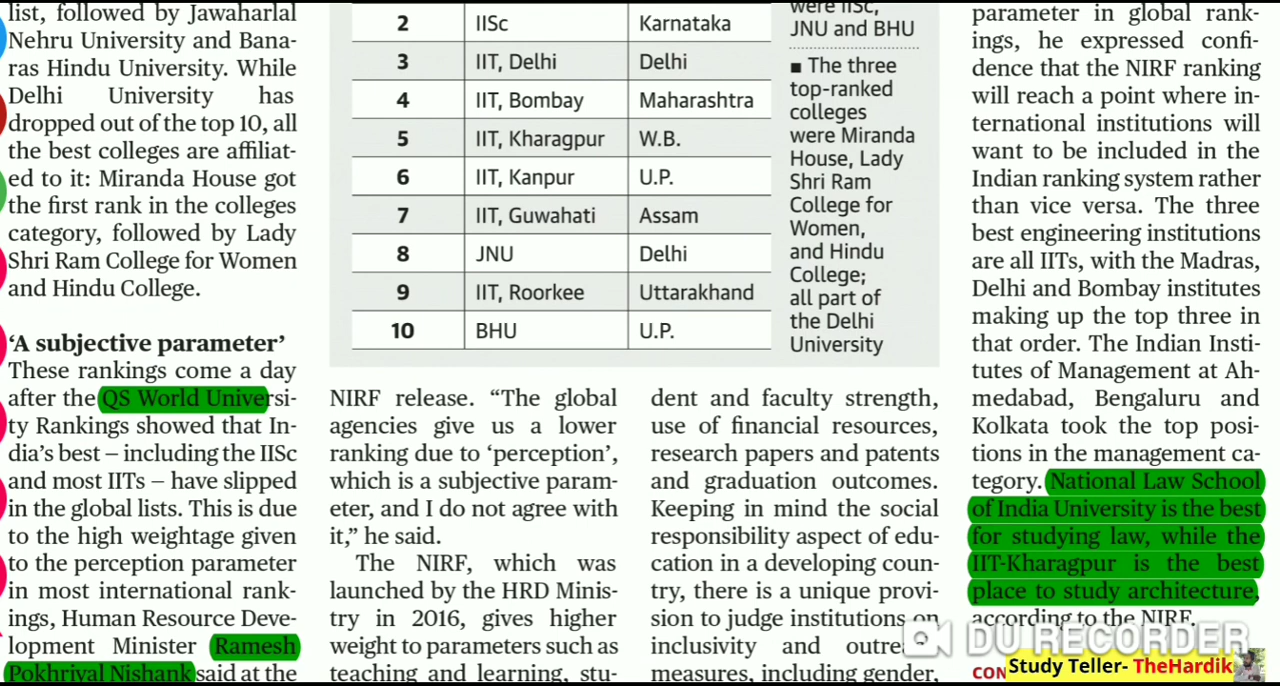 list, followed by Jawaharlal
Nehru University and Bana-
ras Hindu University. While
Delhi University has
dropped out of the top 10, all
the best colleges are affiliat-
ed to it: Miranda House got
the first rank in the colleges
category, followed by Lady
Shri Ram College for Women
and Hindu College.
‘A subjective parameter’
These rankings come a day
after the QS World Universi-
ty Rankings showed that In-
dia’s best – including the IISc
and most IITs – have slipped
in the global lists. This is due
to the high weightage given
to the perception parameter
in most international rank-
ings, Human Resource Deve-
lopment Minister Ramesh
Pokhriyal Nishank said at the
2 IISc Karnataka
3 IIT, Delhi Delhi
4 IIT, Bombay Maharashtra
5 IIT, Kharagpur W.B.
6 IIT, Kanpur U.P.
7 IIT, Guwahati Assam
8 JNU Delhi
9 IIT, Roorkee Uttarakhand
10 BHU U.P.
were IISc,
JNU and BHU
■ The three
top-ranked
colleges
were Miranda
House, Lady
Shri Ram
College for
Women,
and Hindu
College;
all part of
the Delhi
University
NIRF release. “The global
agencies give us a lower
ranking due to ‘perception’,
which is a subjective param-
eter, and I do not agree with
it,” he said.
The NIRF, which was
launched by the HRD Minis-
try in 2016, gives higher
weight to parameters such as
teaching and learning, stu-
dent and faculty strength,
use of financial resources,
research papers and patents
and graduation outcomes.
Keeping in mind the social
responsibility aspect of edu-
cation in a developing coun-
try, there is a unique provi-
sion to judge institutions on
inclusivity and outreach
measures, including gender,
parameter in global rank-
ings, he expressed confi-
dence that the NIRF ranking
will reach a point where in-
ternational institutions will
want to be included in the
Indian ranking system rather
than vice versa. The three
best engineering institutions
are all IITs, with the Madras,
Delhi and Bombay institutes
making up the top three in
that order. The Indian Insti-
tutes of Management at Ah-
medabad, Bengaluru and
Kolkata took the top posi-
tions in the management ca-
tegory. National Law School
of India University is the best
for studying law, while the
IIT-Kharagpur is the best
place to study architecture,
according to the NIRF.
DU RECORDER
CON
Study Teller- TheHardik